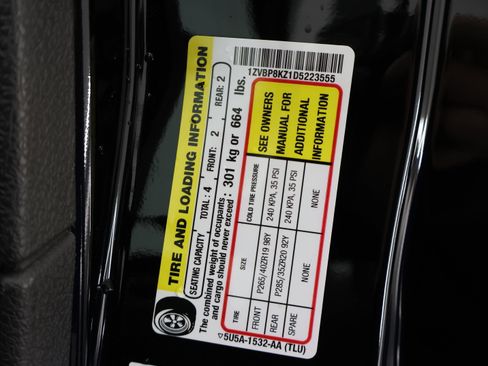 TIRE AND LOADING INFORMATION
SEATING CAPACITY TOTAL: 4 FRONT: 2 REAR: 2
The combined weight of occupants
and cargo should never exceed: 301 kg or 664 lbs.
TIRE SIZE COLD TIRE PRESSURE SEE OWNERS
MANUAL FOR
ADDITIONAL
INFORMATION
FRONT P265/40ZR19 98Y 240 KPA, 35 PSI
REAR P285/35ZR20 92Y 240 KPA, 35 PSI
SPARE NONE NONE
5U5A-1532-AA (TLU)
1ZVBP8KZ1D5223555